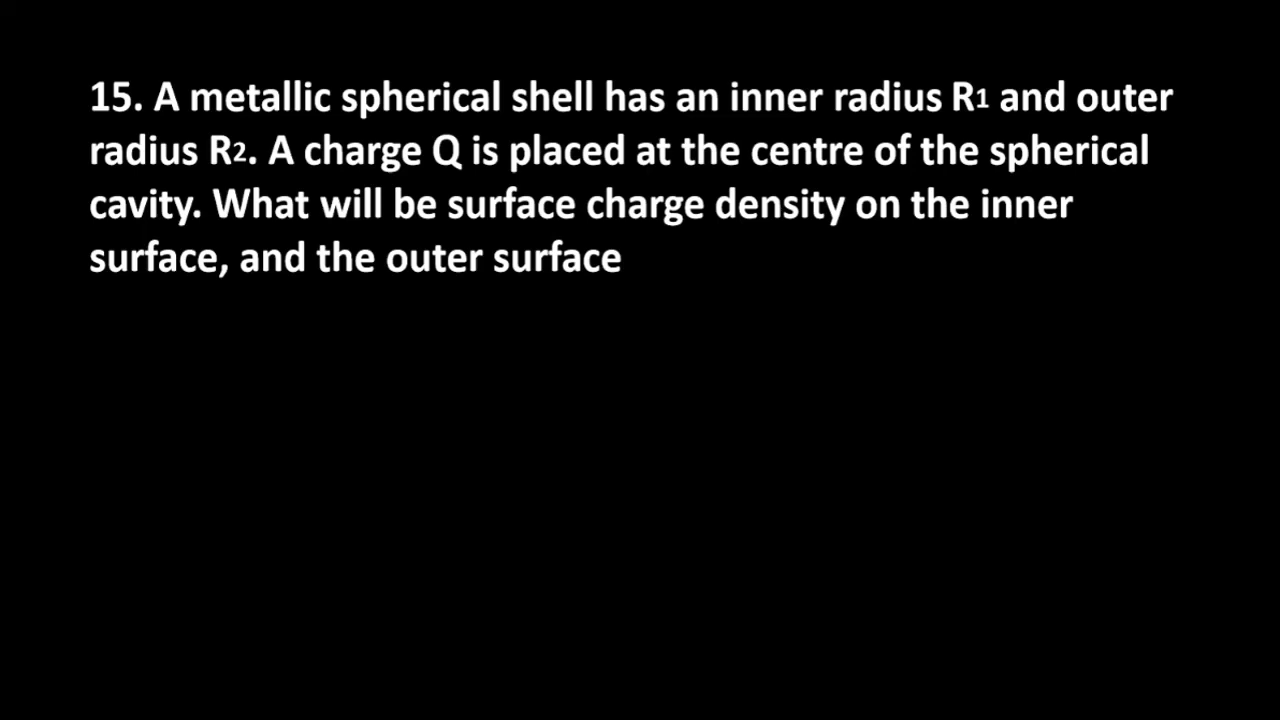 15. A metallic spherical shell has an inner radius R1 and outer
radius R2. A charge Q is placed at the centre of the spherical
cavity. What will be surface charge density on the inner
surface, and the outer surface